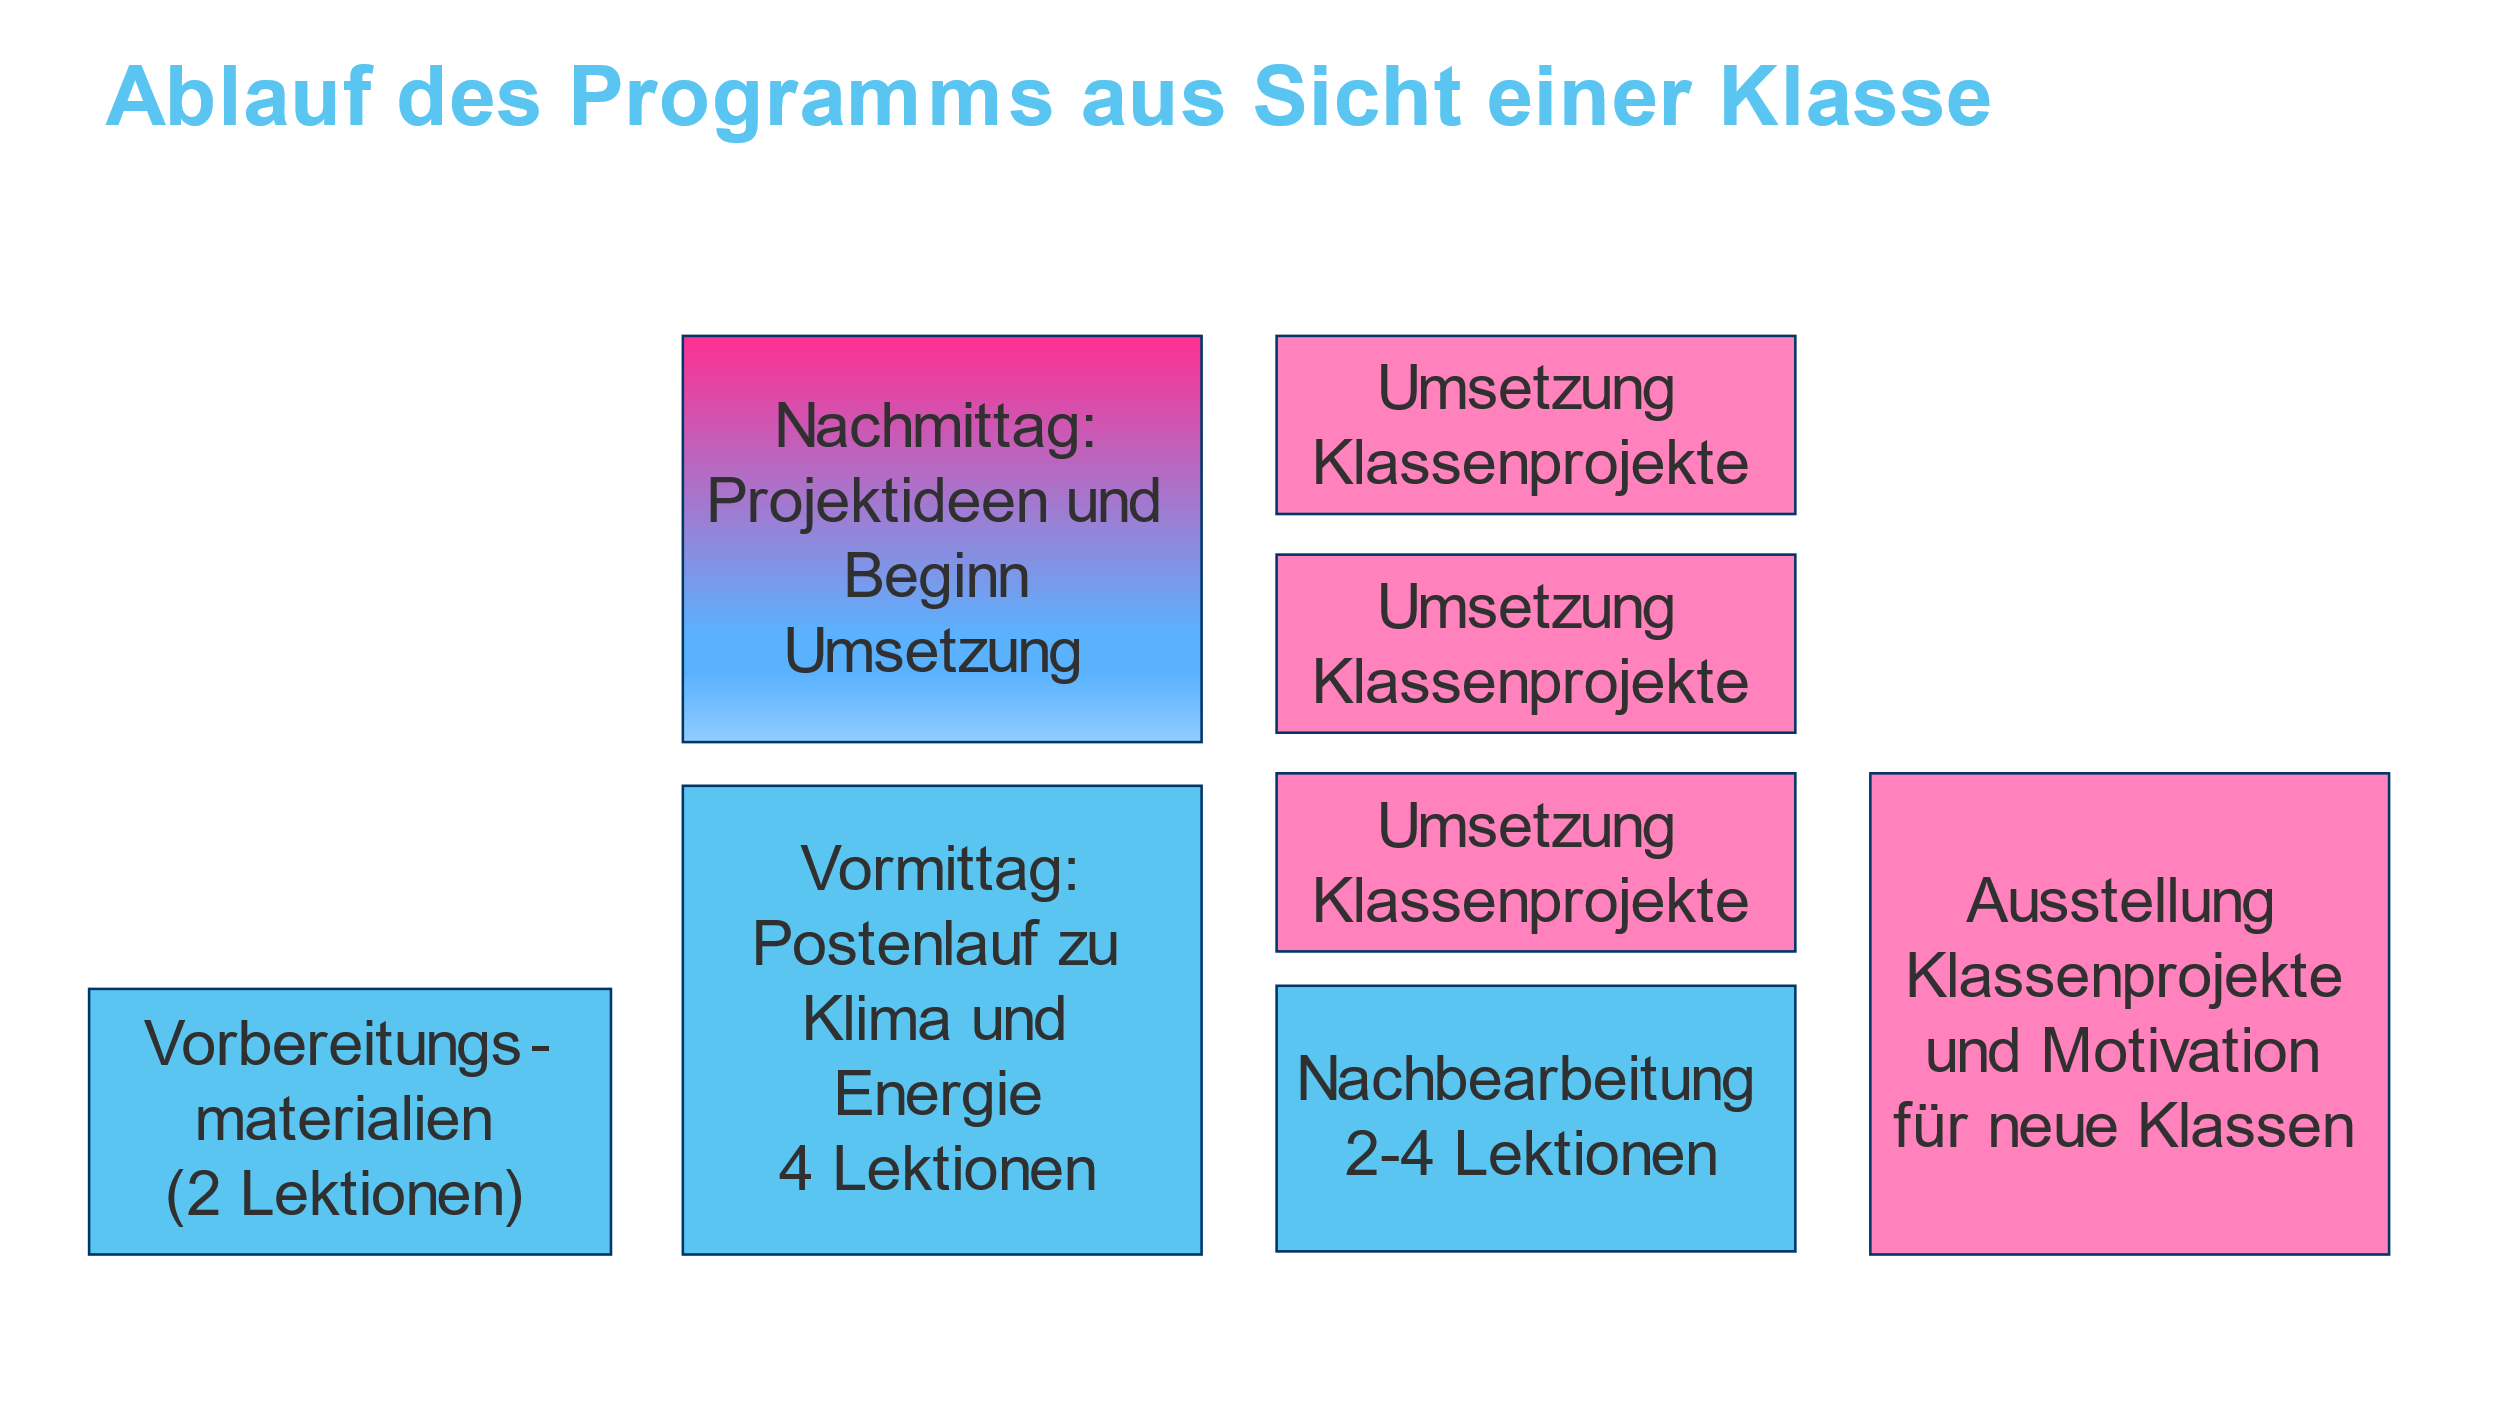 Ablauf des Programms aus Sicht einer Klasse
Vorbereitungs-
materialien
(2 Lektionen)
Nachmittag:
Projektideen und
Beginn
Umsetzung
Vormittag:
Postenlauf zu
Klima und
Energie
4 Lektionen
Umsetzung
Klassenprojekte
Umsetzung
Klassenprojekte
Umsetzung
Klassenprojekte
Nachbearbeitung
2-4 Lektionen
Ausstellung
Klassenprojekte
und Motivation
für neue Klassen